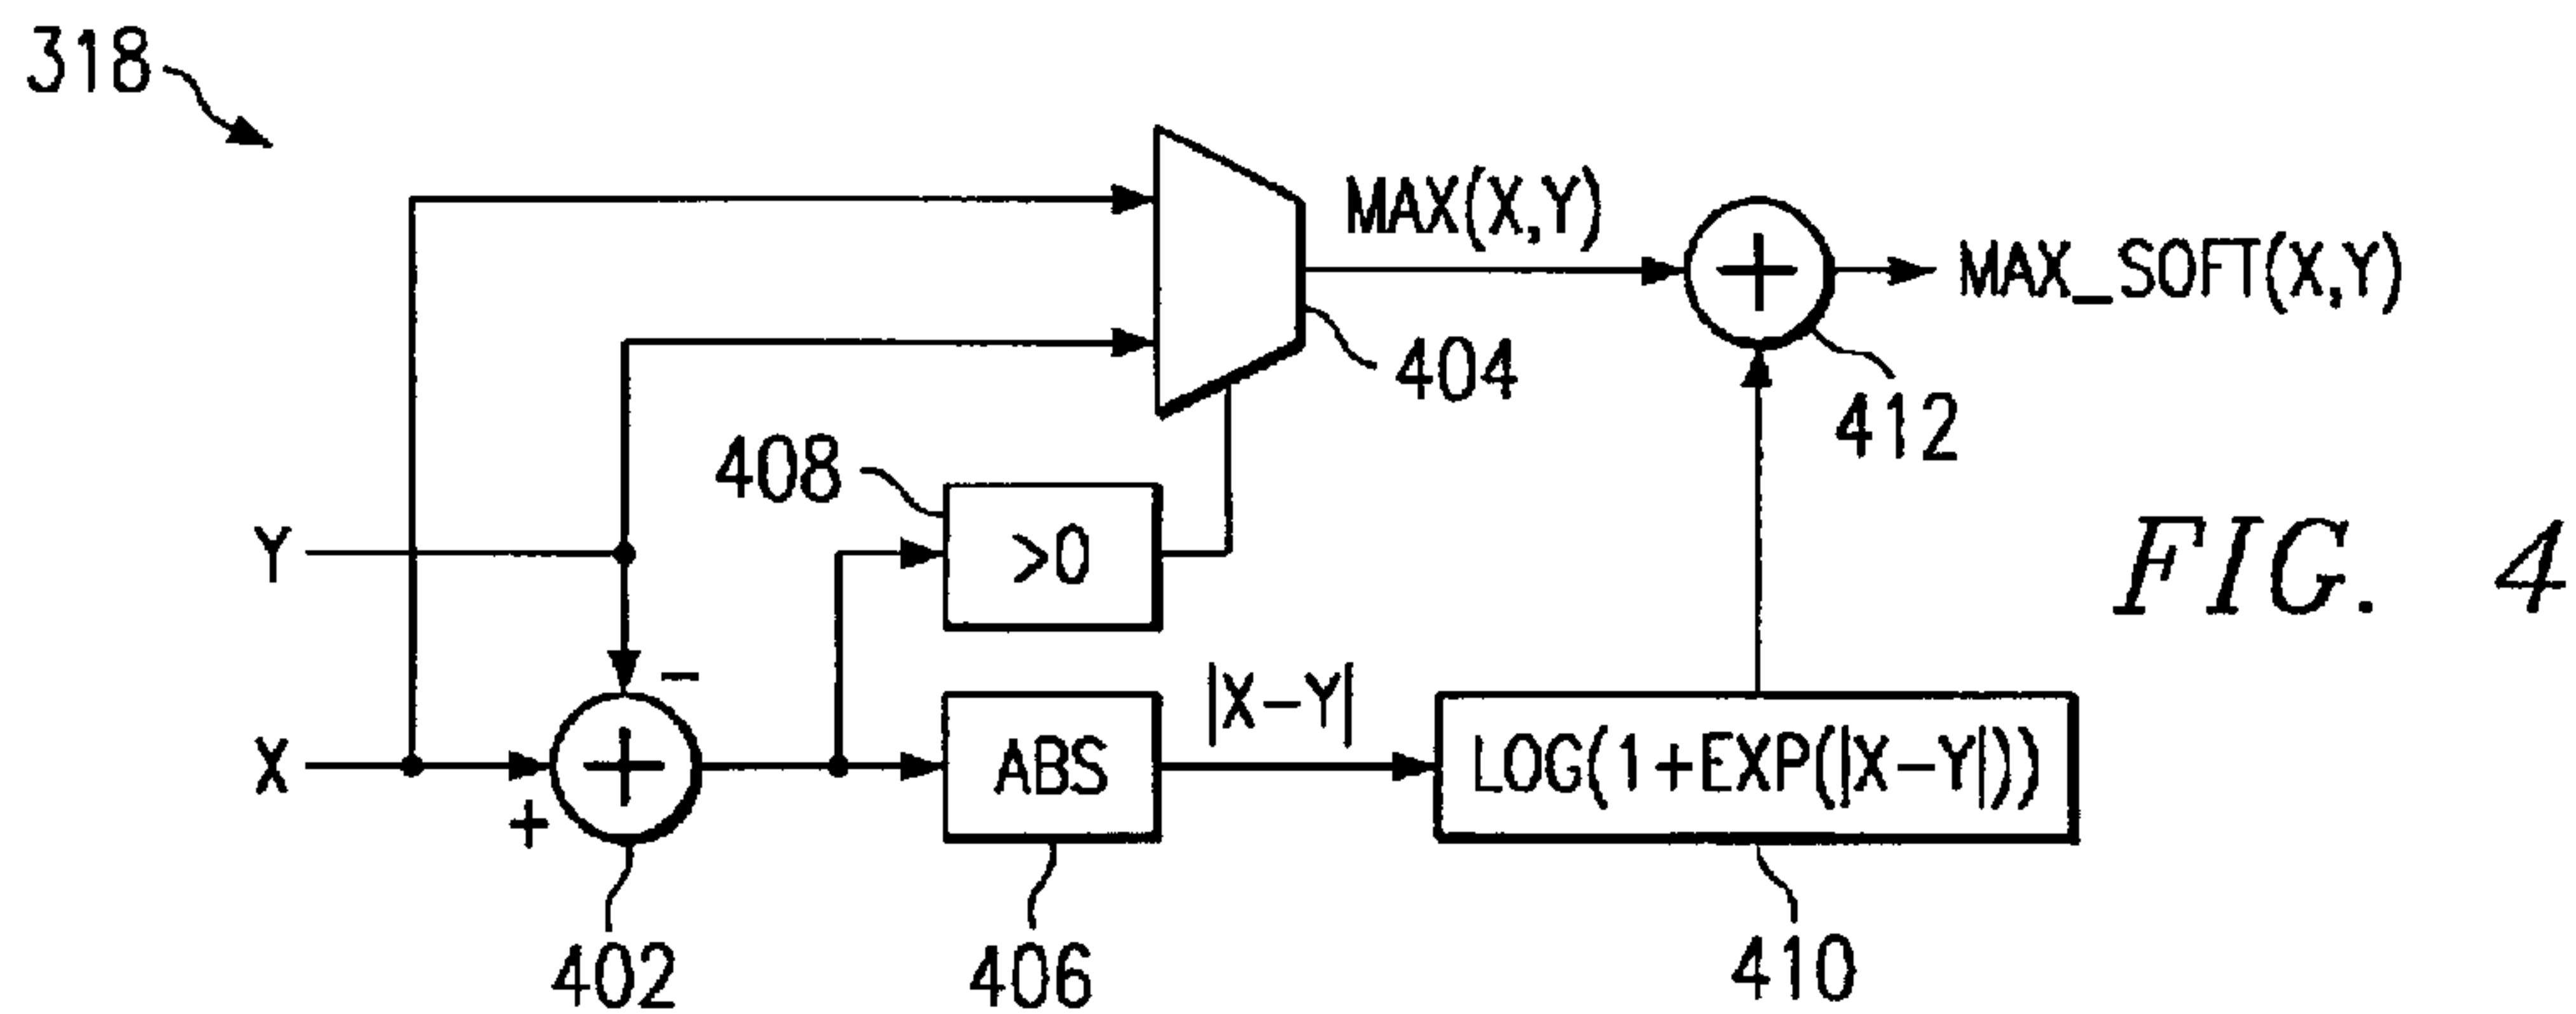 318
MAX(X,Y)
MAX_SOFT(X,Y)
404
412
408
Y
>0
FIG. 4
-
|X-Y|
X
+
ABS
LOG(1+EXP(|X-Y|))
+
+
402
406
410